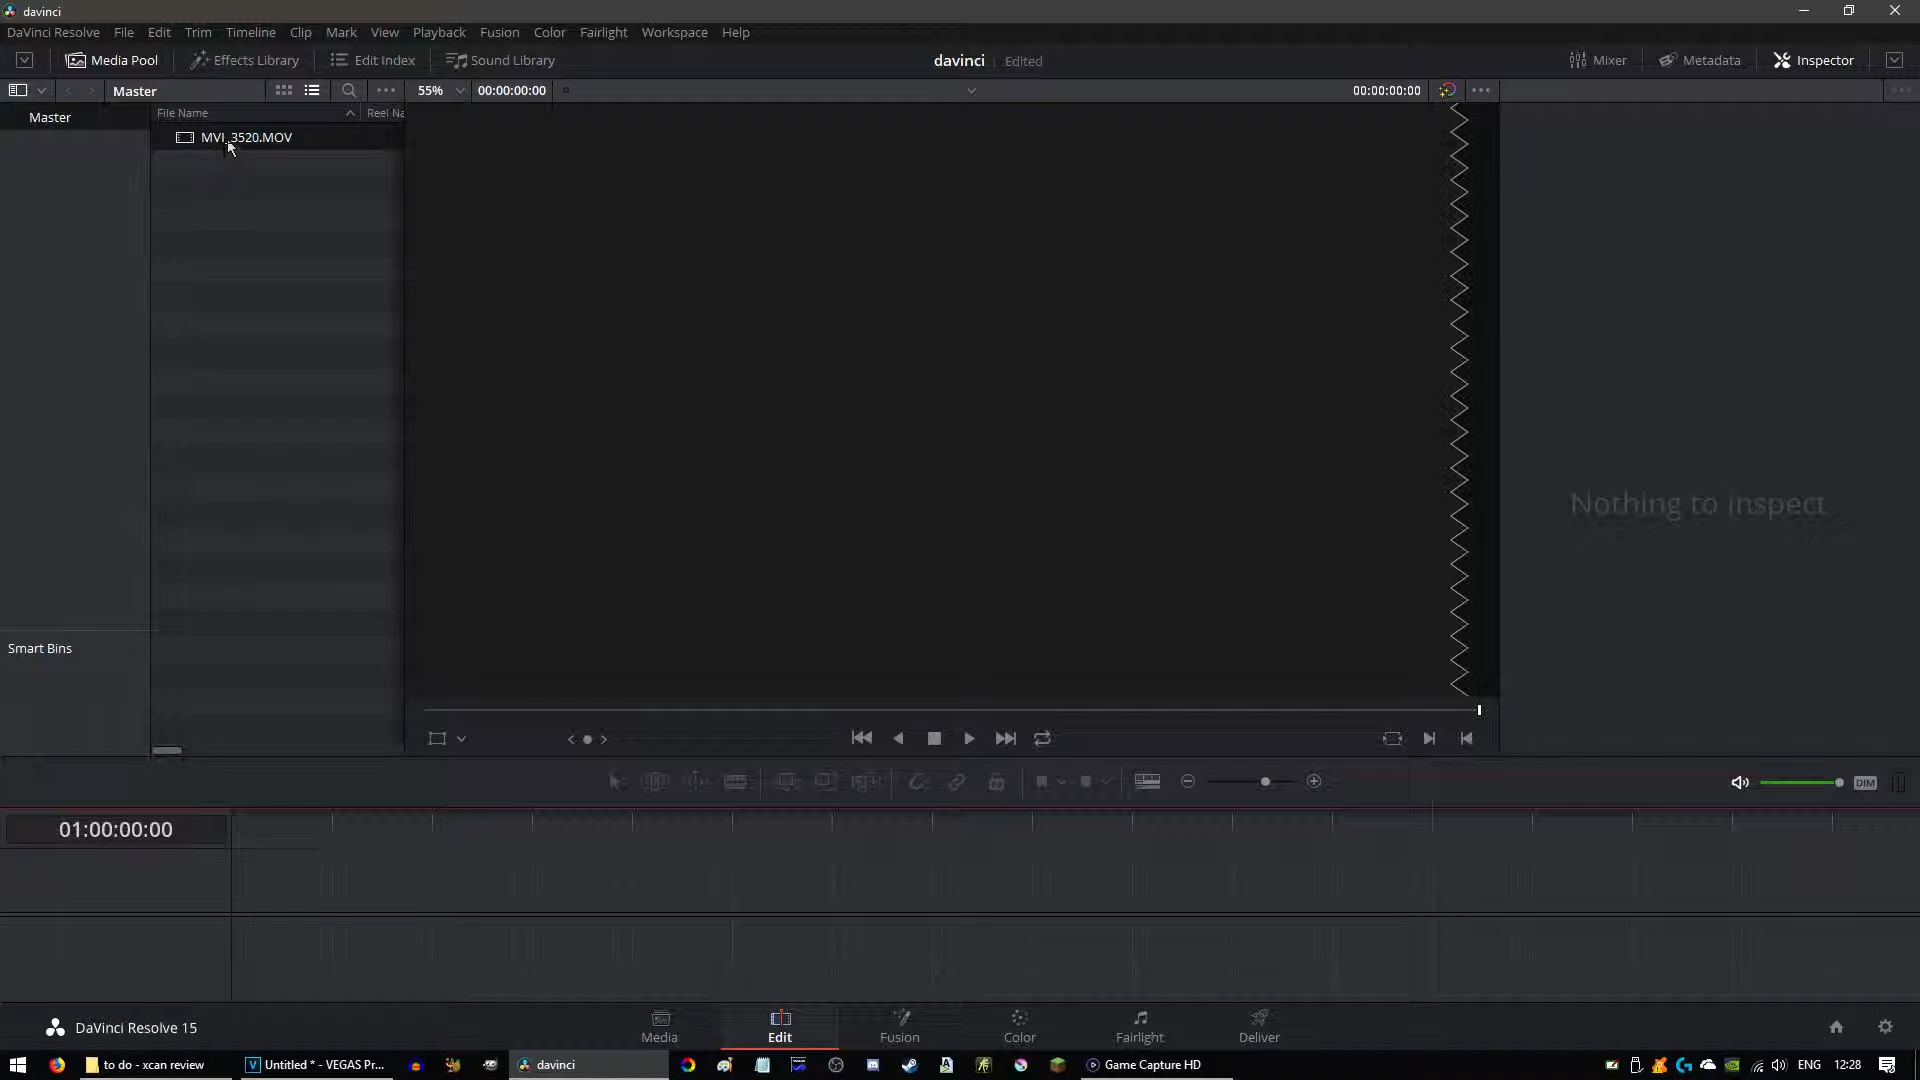 davinci
DaVinci Resolve File Edit Trim Timeline Clip Mark View Playback Fusion Color Fairlight Workspace Help
Media Pool Effects Library Edit Index Sound Library davinci Edited Mixer Metadata Inspector
Master 55% 00:00:00:00 00:00:00:00
Master File Name Reel Na
MVI_3520.MOV
Nothing to inspect
Smart Bins
DIM
01:00:00:00
DaVinci Resolve 15 Media Edit Fusion Color Fairlight Deliver
to do - xcan review Untitled * - VEGAS Pr... davinci Game Capture HD ENG 12:28